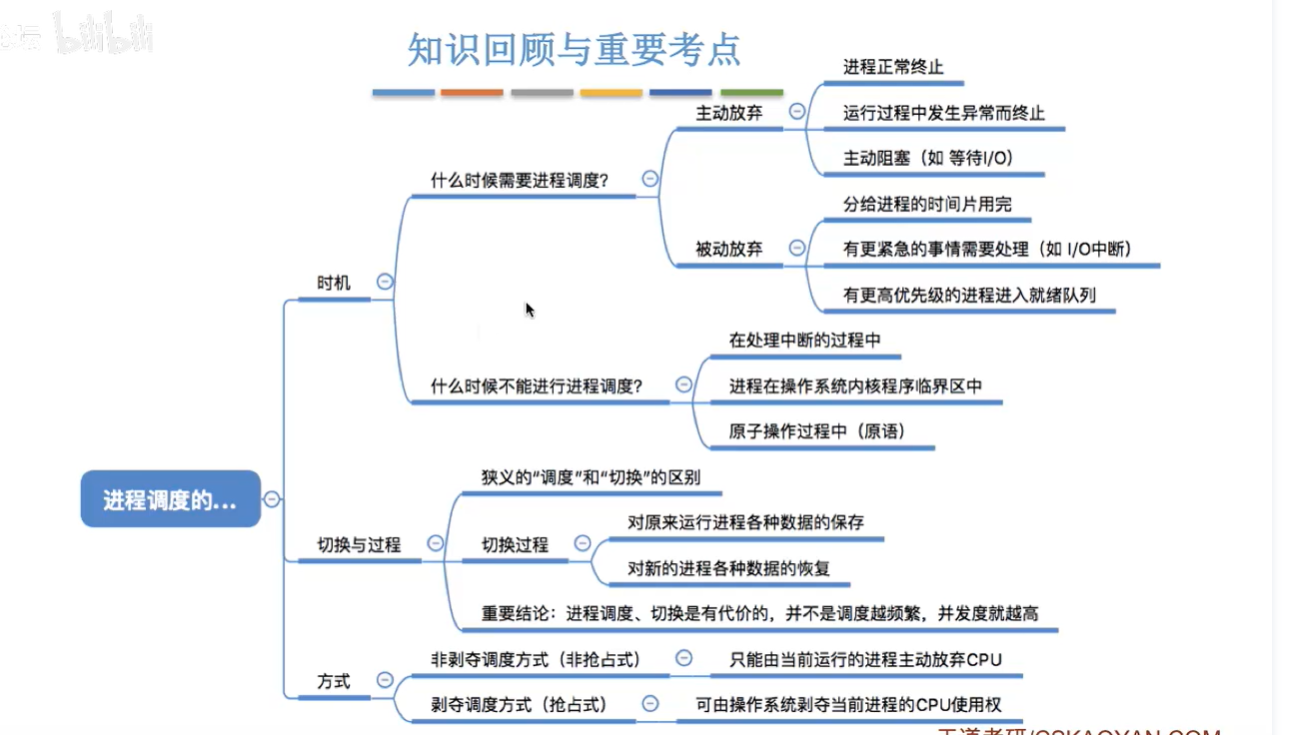 bilibili
知识回顾与重要考点
进程调度的...
时机
什么时候需要进程调度?
主动放弃
进程正常终止
运行过程中发生异常而终止
主动阻塞（如 等待I/O）
被动放弃
分给进程的时间片用完
有更紧急的事情需要处理（如 I/O中断）
有更高优先级的进程进入就绪队列
什么时候不能进行进程调度?
在处理中断的过程中
进程在操作系统内核程序临界区中
原子操作过程中（原语）
切换与过程
狭义的“调度”和“切换”的区别
切换过程
对原来运行进程各种数据的保存
对新的进程各种数据的恢复
重要结论：进程调度、切换是有代价的，并不是调度越频繁，并发度就越高
方式
非剥夺调度方式（非抢占式）
只能由当前运行的进程主动放弃CPU
剥夺调度方式（抢占式）
可由操作系统剥夺当前进程的CPU使用权
王道考研/CSKAOYAN.COM